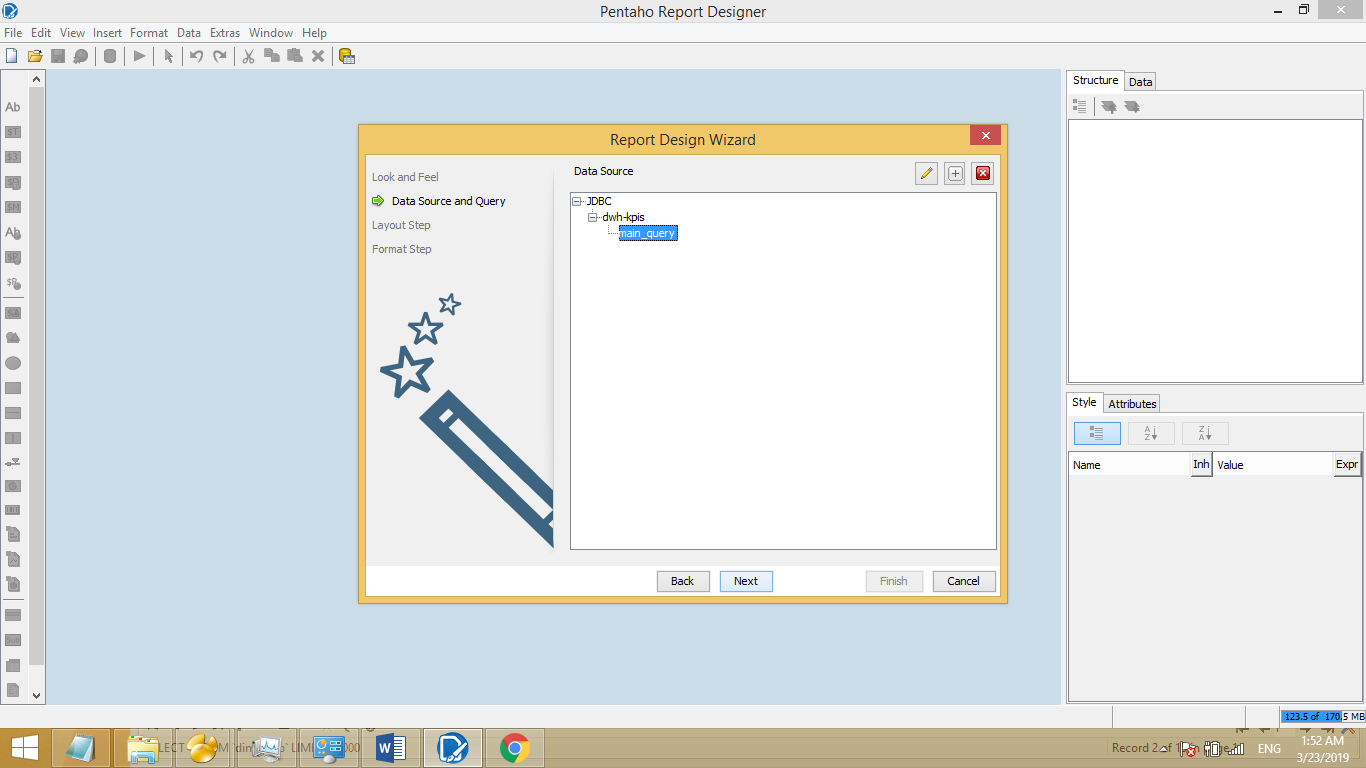 Pentaho Report Designer
File Edit View Insert Format Data Extras Window Help
Structure Data
Ab
Report Design Wizard
Look and Feel
Data Source and Query
Layout Step
Format Step
Data Source
JDBC
dwh-kpis
main_query
Back Next Finish Cancel
Style Attributes
Name Inh Value Expr
123.5 of 170.5 MB
ENG
1:52 AM
3/23/2019